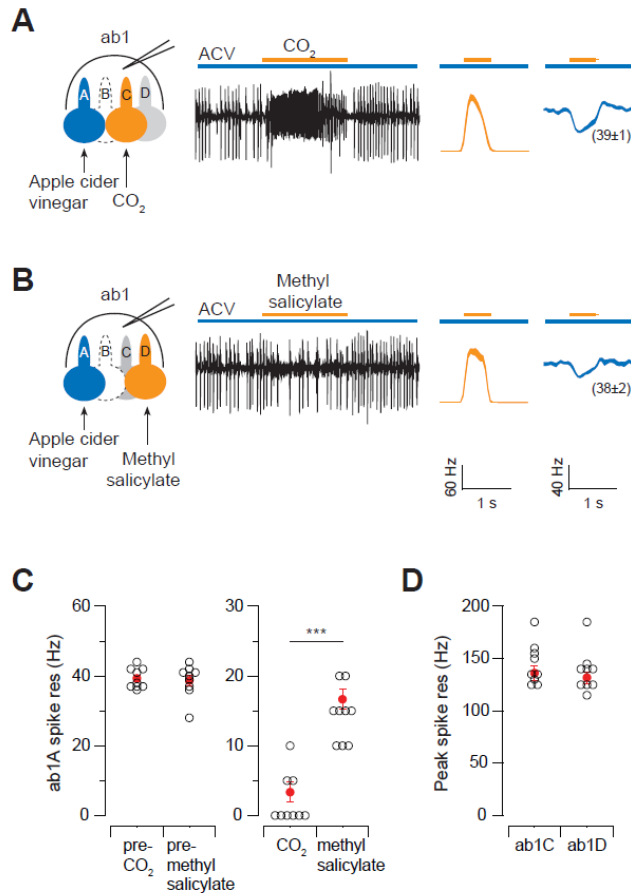 A
ab1
A B C D
Apple cider
vinegar
CO2
ACV
CO2
(39±1)
B
ab1
A B C D
Apple cider
vinegar
Methyl
salicylate
ACV
Methyl
salicylate
(38±2)
60 Hz
1 s
40 Hz
1 s
C
ab1A spike res (Hz)
60
40
20
0
pre-
CO2
pre-
methyl
salicylate
30
20
10
0
***
CO2
methyl
salicylate
D
Peak spike res (Hz)
200
150
100
50
0
ab1C
ab1D